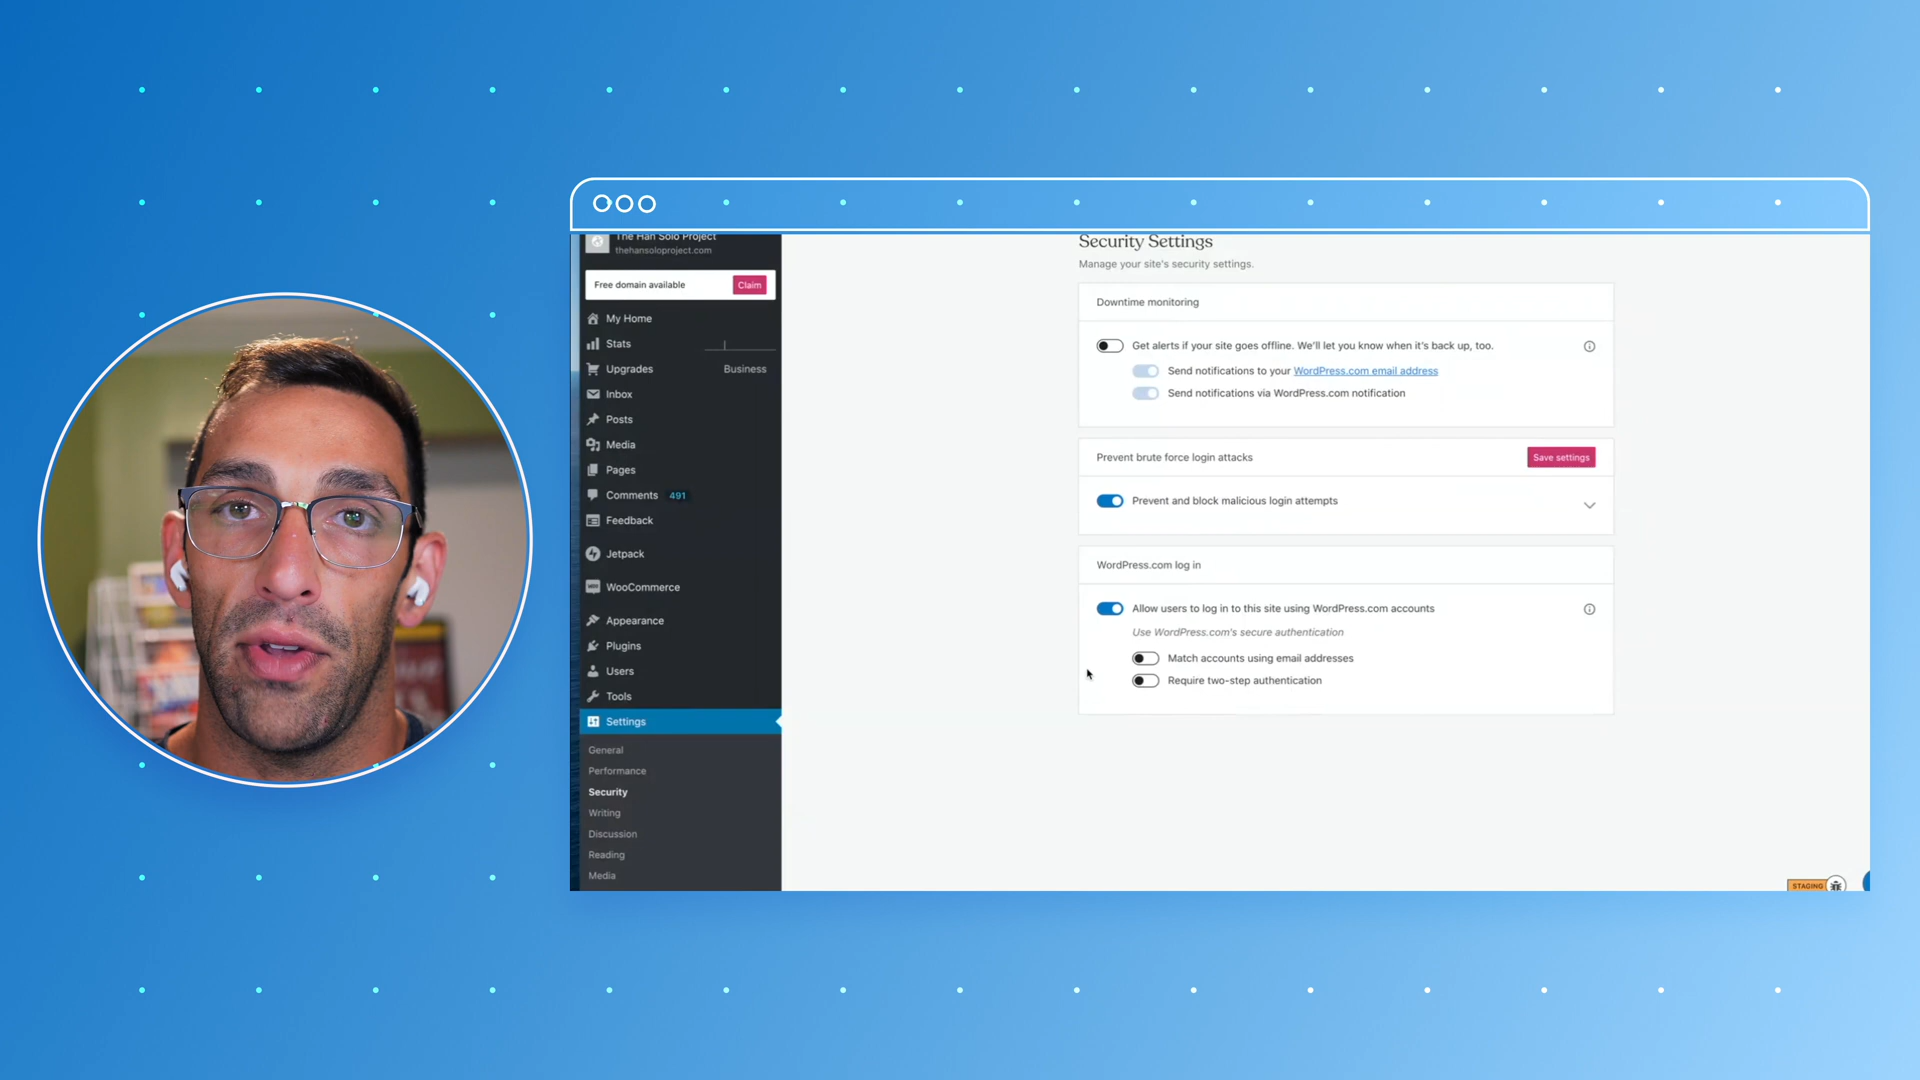 The Han Solo Project
thehansoloproject.com
Free domain available
Claim
My Home
Stats
Upgrades
Business
Inbox
Posts
Media
Pages
Comments 491
Feedback
Jetpack
WooCommerce
Appearance
Plugins
Users
Tools
Settings
General
Performance
Security
Writing
Discussion
Reading
Media
Security Settings
Manage your site's security settings.
Downtime monitoring
Get alerts if your site goes offline. We'll let you know when it's back up, too.
Send notifications to your WordPress.com email address
Send notifications via WordPress.com notification
Prevent brute force login attacks
Save settings
Prevent and block malicious login attempts
WordPress.com log in
Allow users to log in to this site using WordPress.com accounts
Use WordPress.com's secure authentication
Match accounts using email addresses
Require two-step authentication
STAGING